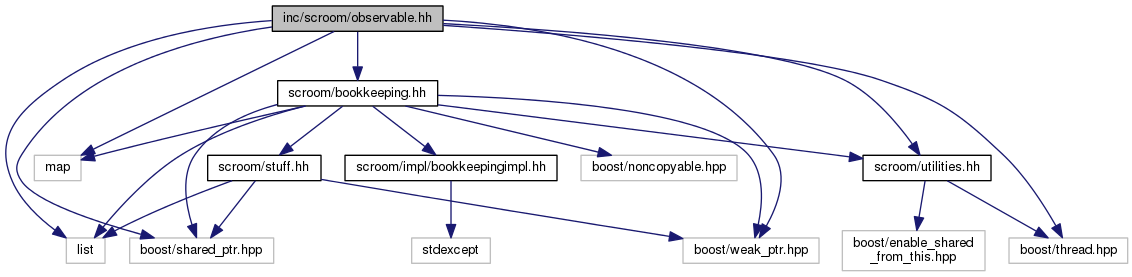 inc/scroom/observable.hh
scroom/bookkeeping.hh
map
scroom/stuff.hh
scroom/impl/bookkeepingimpl.hh
boost/noncopyable.hpp
scroom/utilities.hh
list
boost/shared_ptr.hpp
stdexcept
boost/weak_ptr.hpp
boost/enable_shared
_from_this.hpp
boost/thread.hpp